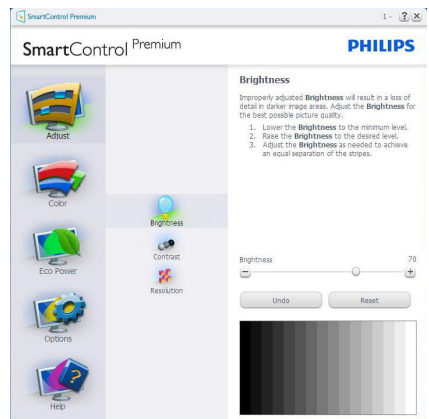 SmartControl Premium
SmartControl Premium
PHILIPS
Adjust
Color
Eco Power
Options
Help
Brightness
Contrast
Resolution
Brightness
Improperly adjusted Brightness will result in a loss of
detail in darker image areas. Adjust the Brightness for
the best possible picture quality.
1. Lower the Brightness to the minimum level.
2. Raise the Brightness to the desired level.
3. Adjust the Brightness as needed to achieve
an equal separation of the stripes.
Brightness 70
Undo Reset